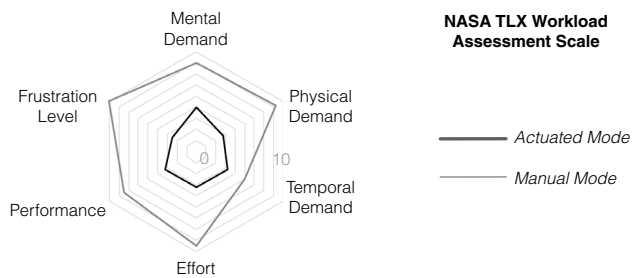 Mental
Demand
NASA TLX Workload
Assessment Scale
Frustration
Level
Physical
Demand
0
10
Actuated Mode
Manual Mode
Performance
Temporal
Demand
Effort